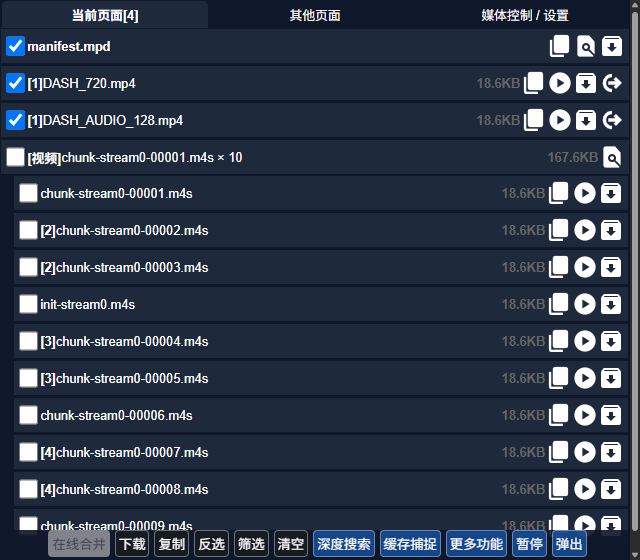 当前页面[4] 其他页面 媒体控制 / 设置
manifest.mpd
[1]DASH_720.mp4 18.6KB
[1]DASH_AUDIO_128.mp4 18.6KB
[视频]chunk-stream0-00001.m4s × 10 167.6KB
chunk-stream0-00001.m4s 18.6KB
[2]chunk-stream0-00002.m4s 18.6KB
[2]chunk-stream0-00003.m4s 18.6KB
init-stream0.m4s 18.6KB
[3]chunk-stream0-00004.m4s 18.6KB
[3]chunk-stream0-00005.m4s 18.6KB
chunk-stream0-00006.m4s 18.6KB
[4]chunk-stream0-00007.m4s 18.6KB
[4]chunk-stream0-00008.m4s 18.6KB
chunk-stream0-00009.m4s 18.6KB
在线合并 下载 复制 反选 筛选 清空 深度搜索 缓存捕捉 更多功能 暂停 弹出